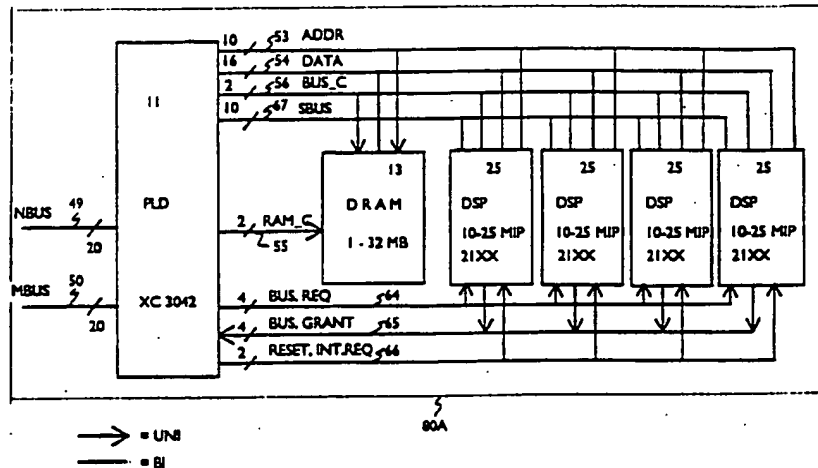 10 53 ADDR
16 54 DATA
2 56 BUS_C
10 67 SBUS
11
PLD
XC 3042
NBUS 49
20
MBUS 50
20
2 RAM_C
55
13
DRAM
1 - 32 MB
25
DSP
10-25 MIP
21XX
25
DSP
10-25 MIP
21XX
25
DSP
10-25 MIP
21XX
25
DSP
10-25 MIP
21XX
4 BUS. REQ 64
4 BUS. GRANT 65
2 RESET, INT.REQ 66
80A
= UNI
= BI